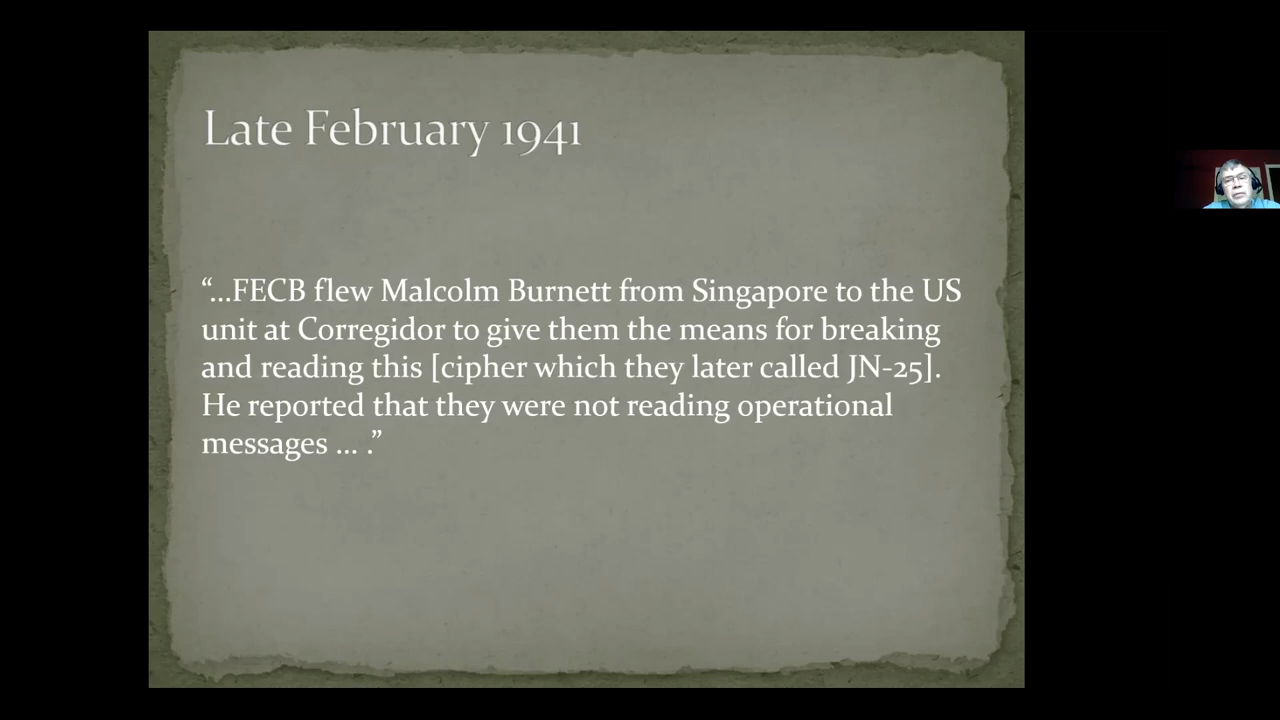 Late February 1941
“…FECB flew Malcolm Burnett from Singapore to the US
unit at Corregidor to give them the means for breaking
and reading this [cipher which they later called JN-25].
He reported that they were not reading operational
messages … .”